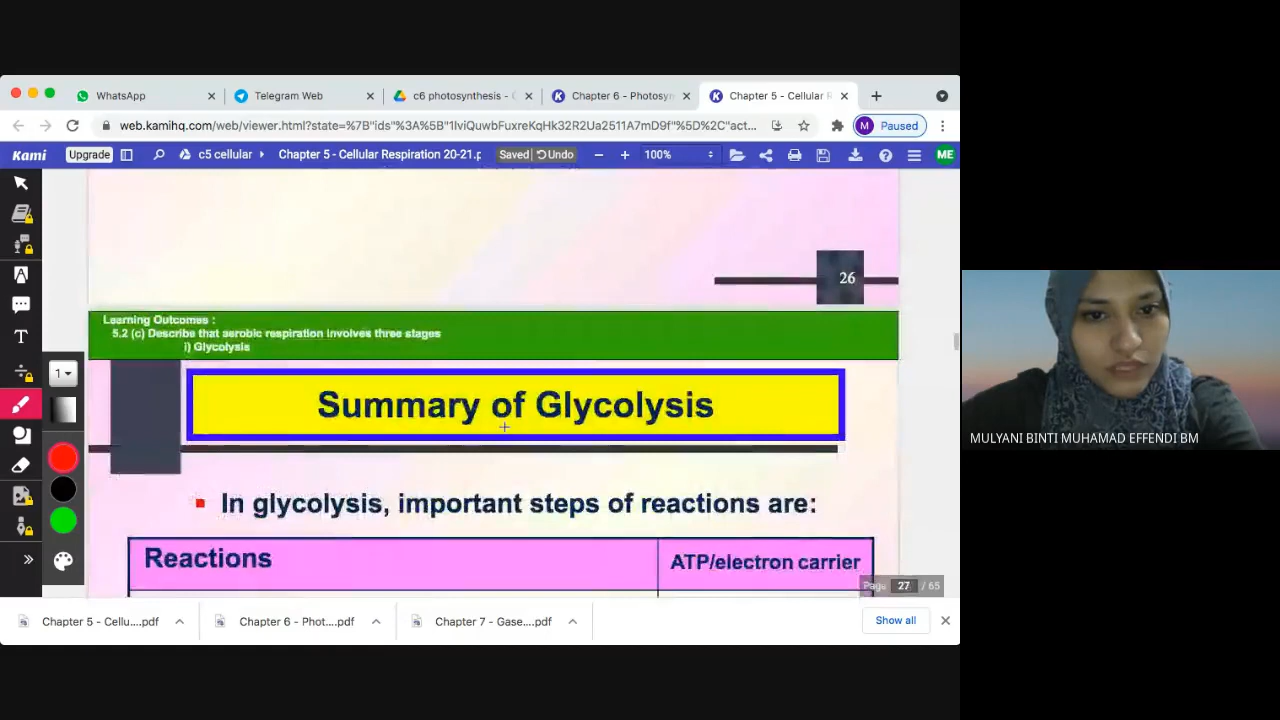 WhatsApp
Telegram Web
c6 photosynthesis -
Chapter 6 - Photosyn
Chapter 5 - Cellular R
web.kamihq.com/web/viewer.html?state=%7B"ids"%3A%5B"1lviQuwbFuxreKqHk32R2Ua2511A7mD9f"%5D%2C"act...
M Paused
Kami Upgrade c5 cellular Chapter 5 - Cellular Respiration 20-21.p Saved Undo 100% ME
26
Learning Outcomes :
5.2 (c) Describe that aerobic respiration involves three stages
i) Glycolysis
Summary of Glycolysis
1
In glycolysis, important steps of reactions are:
Reactions
ATP/electron carrier
Page 27 / 65
Chapter 5 - Cellu....pdf
Chapter 6 - Phot....pdf
Chapter 7 - Gase....pdf
Show all
MULYANI BINTI MUHAMAD EFFENDI BM